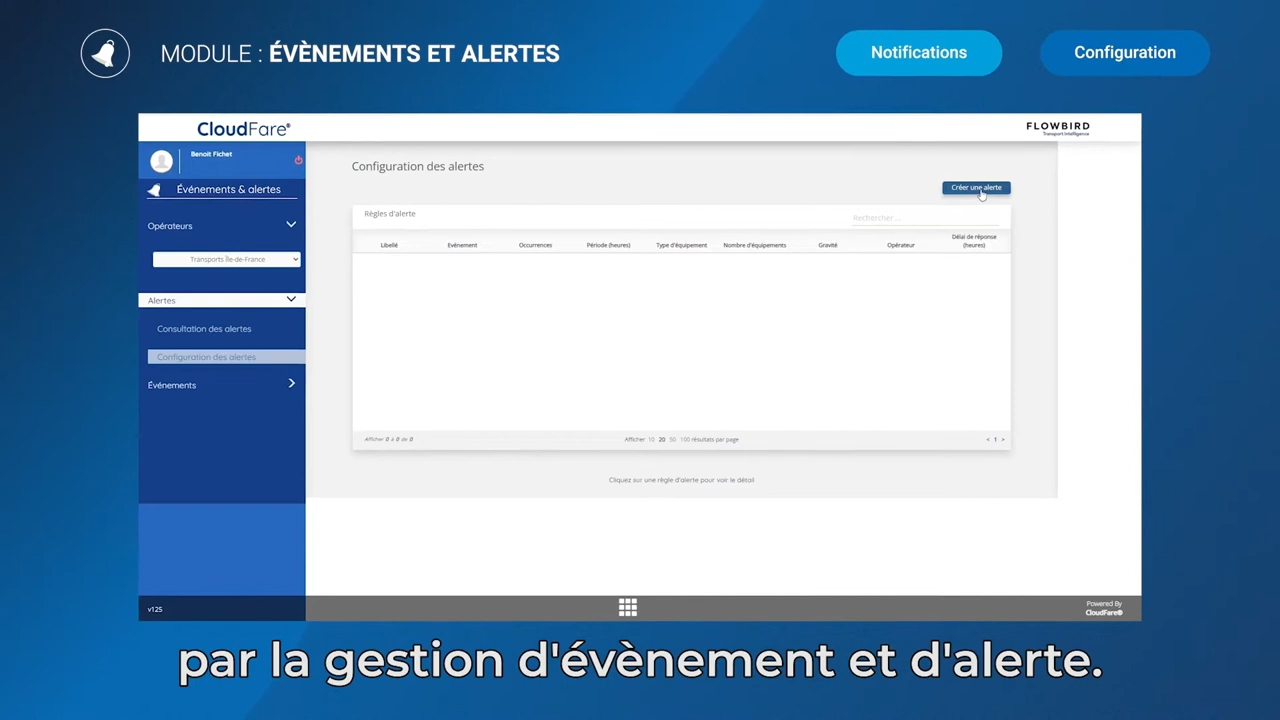 MODULE : ÉVÈNEMENTS ET ALERTES
Notifications
Configuration
CloudFare®
FLOWBIRD
Transport Intelligence
Benoit Fichet
Événements & alertes
Opérateurs
Transports Île-de-France
Alertes
Consultation des alertes
Configuration des alertes
Événements
v125
Configuration des alertes
Créer une alerte
Règles d'alerte
Rechercher ...
Libellé Evénement Occurrences Période (heures) Type d'équipement Nombre d'équipements Gravité Opérateur Délai de réponse (heures)
Afficher 0 à 0 de 0
Afficher 10 20 50 100 résultats par page
< 1 >
Cliquez sur une règle d'alerte pour voir le détail
Powered By
CloudFare®
par la gestion d'évènement et d'alerte.